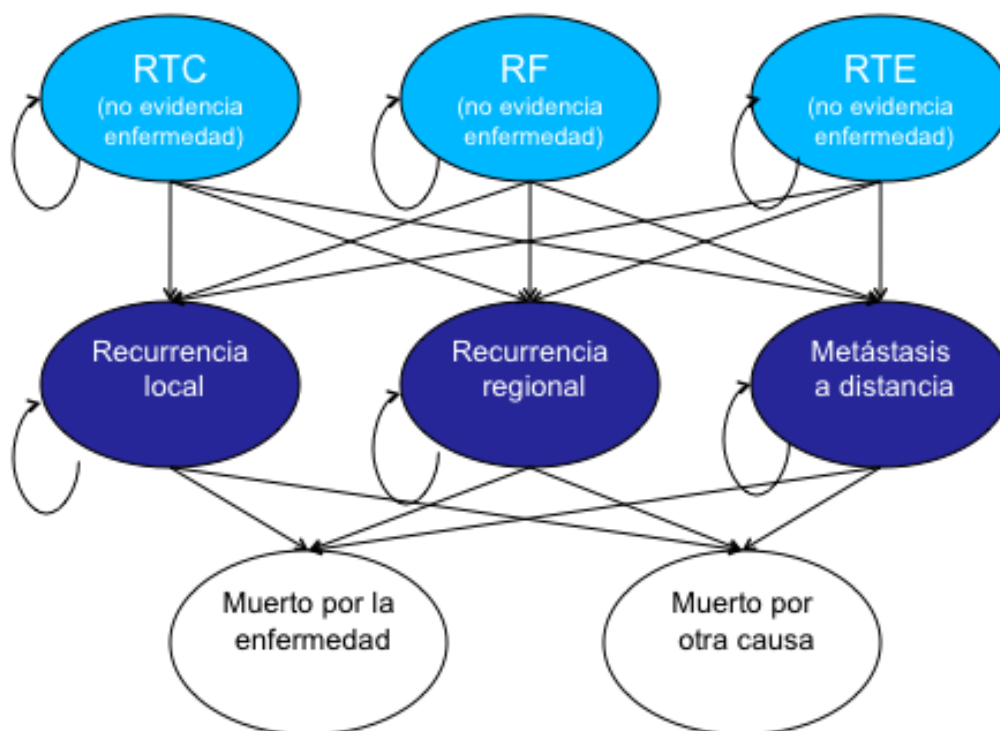 RTC
(no evidencia
enfermedad)
RF
(no evidencia
enfermedad)
RTE
(no evidencia
enfermedad)
Recurrencia
local
Recurrencia
regional
Metástasis
a distancia
Muerto por la
enfermedad
Muerto por
otra causa